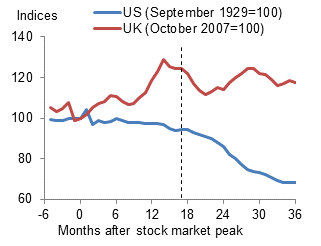 Indices
US (September 1929=100)
UK (October 2007=100)
140
120
100
80
60
-6 0 6 12 18 24 30 36
Months after stock market peak